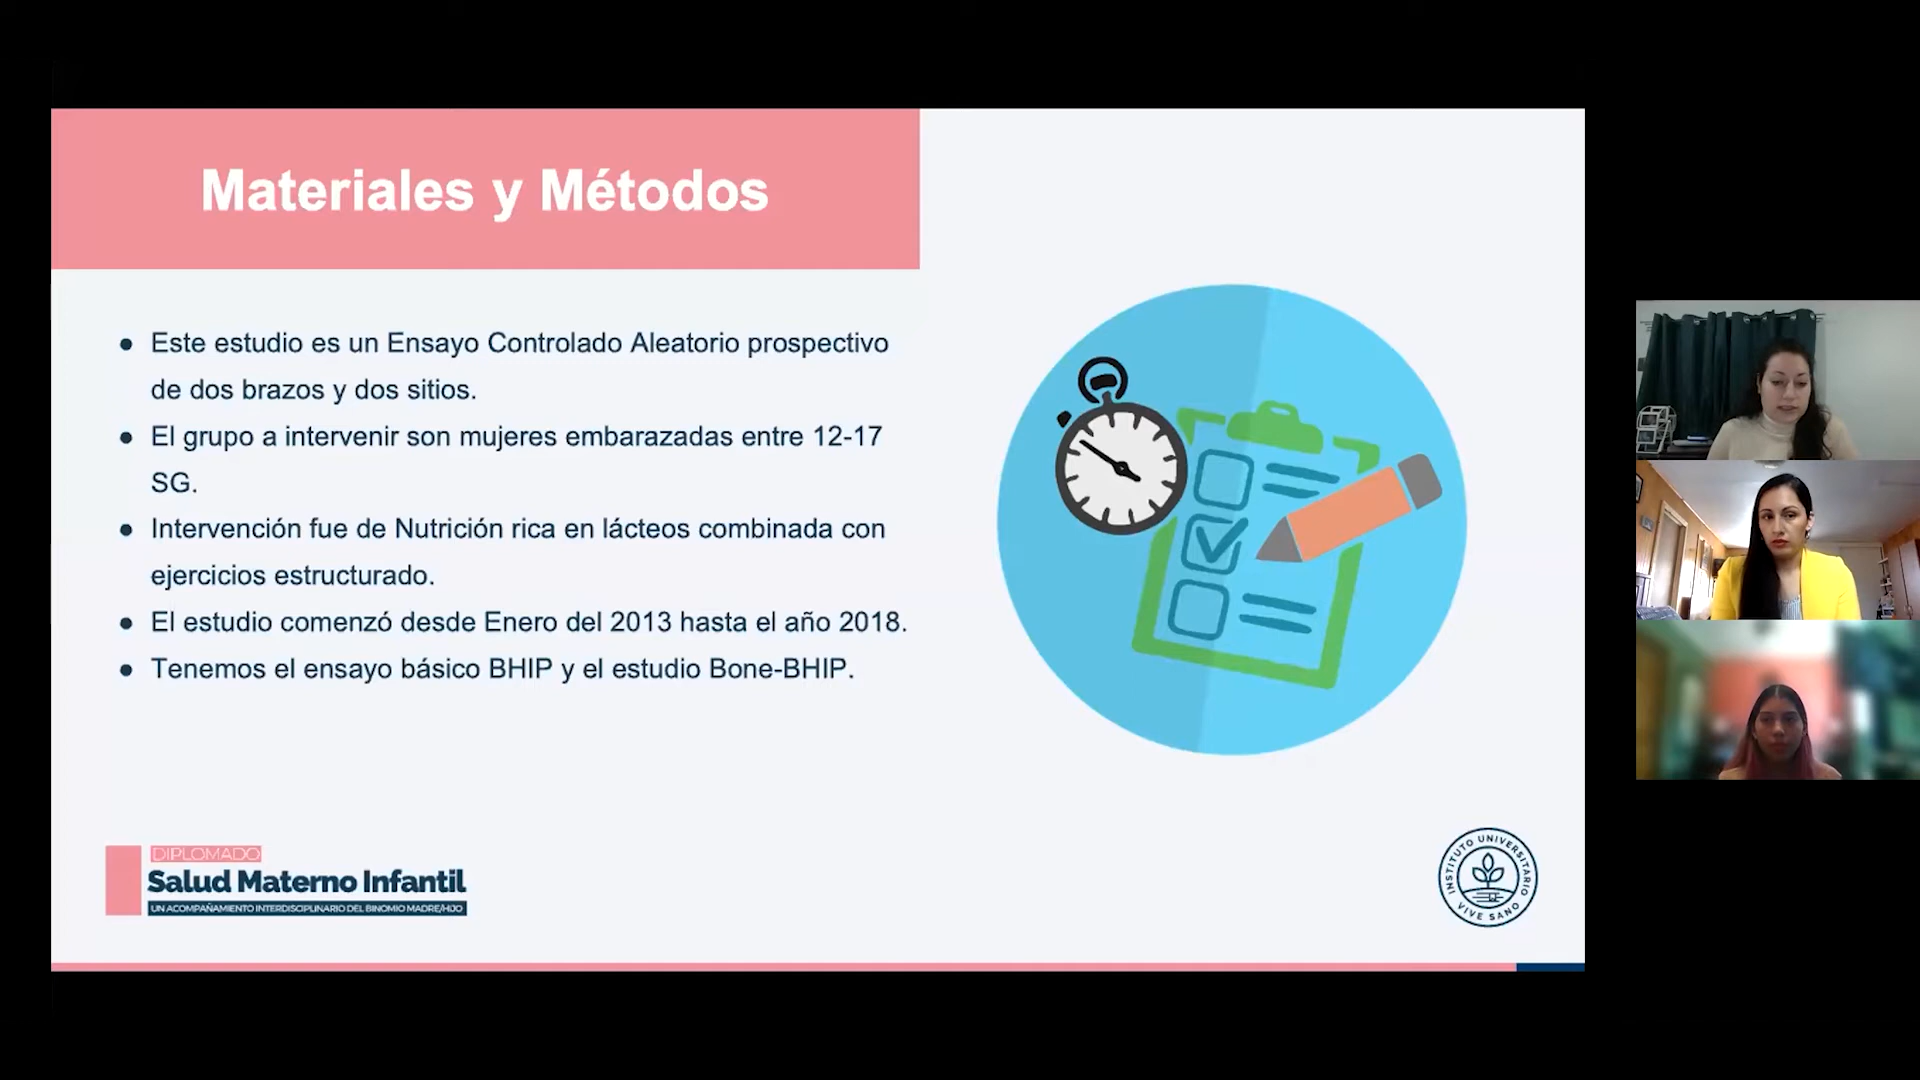 Materiales y Métodos
● Este estudio es un Ensayo Controlado Aleatorio prospectivo
de dos brazos y dos sitios.
● El grupo a intervenir son mujeres embarazadas entre 12-17
SG.
● Intervención fue de Nutrición rica en lácteos combinada con
ejercicios estructurado.
● El estudio comenzó desde Enero del 2013 hasta el año 2018.
● Tenemos el ensayo básico BHIP y el estudio Bone-BHIP.
DIPLOMADO
Salud Materno Infantil
UN ACOMPAÑAMIENTO INTERDISCIPLINARIO DEL BINOMIO MADRE/HIJO
INSTITUTO UNIVERSITARIO
VIVE SANO